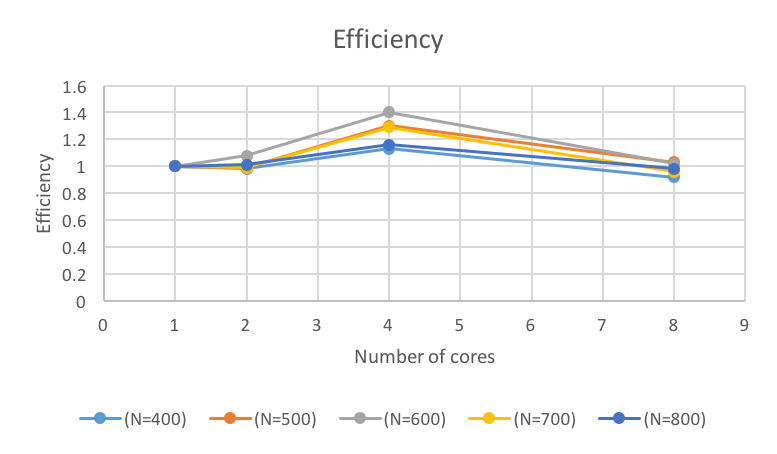 Efficiency
1.6
1.4
1.2
1
0.8
0.6
0.4
0.2
0
Efficiency
0 1 2 3 4 5 6 7 8 9
Number of cores
(N=400) (N=500) (N=600) (N=700) (N=800)